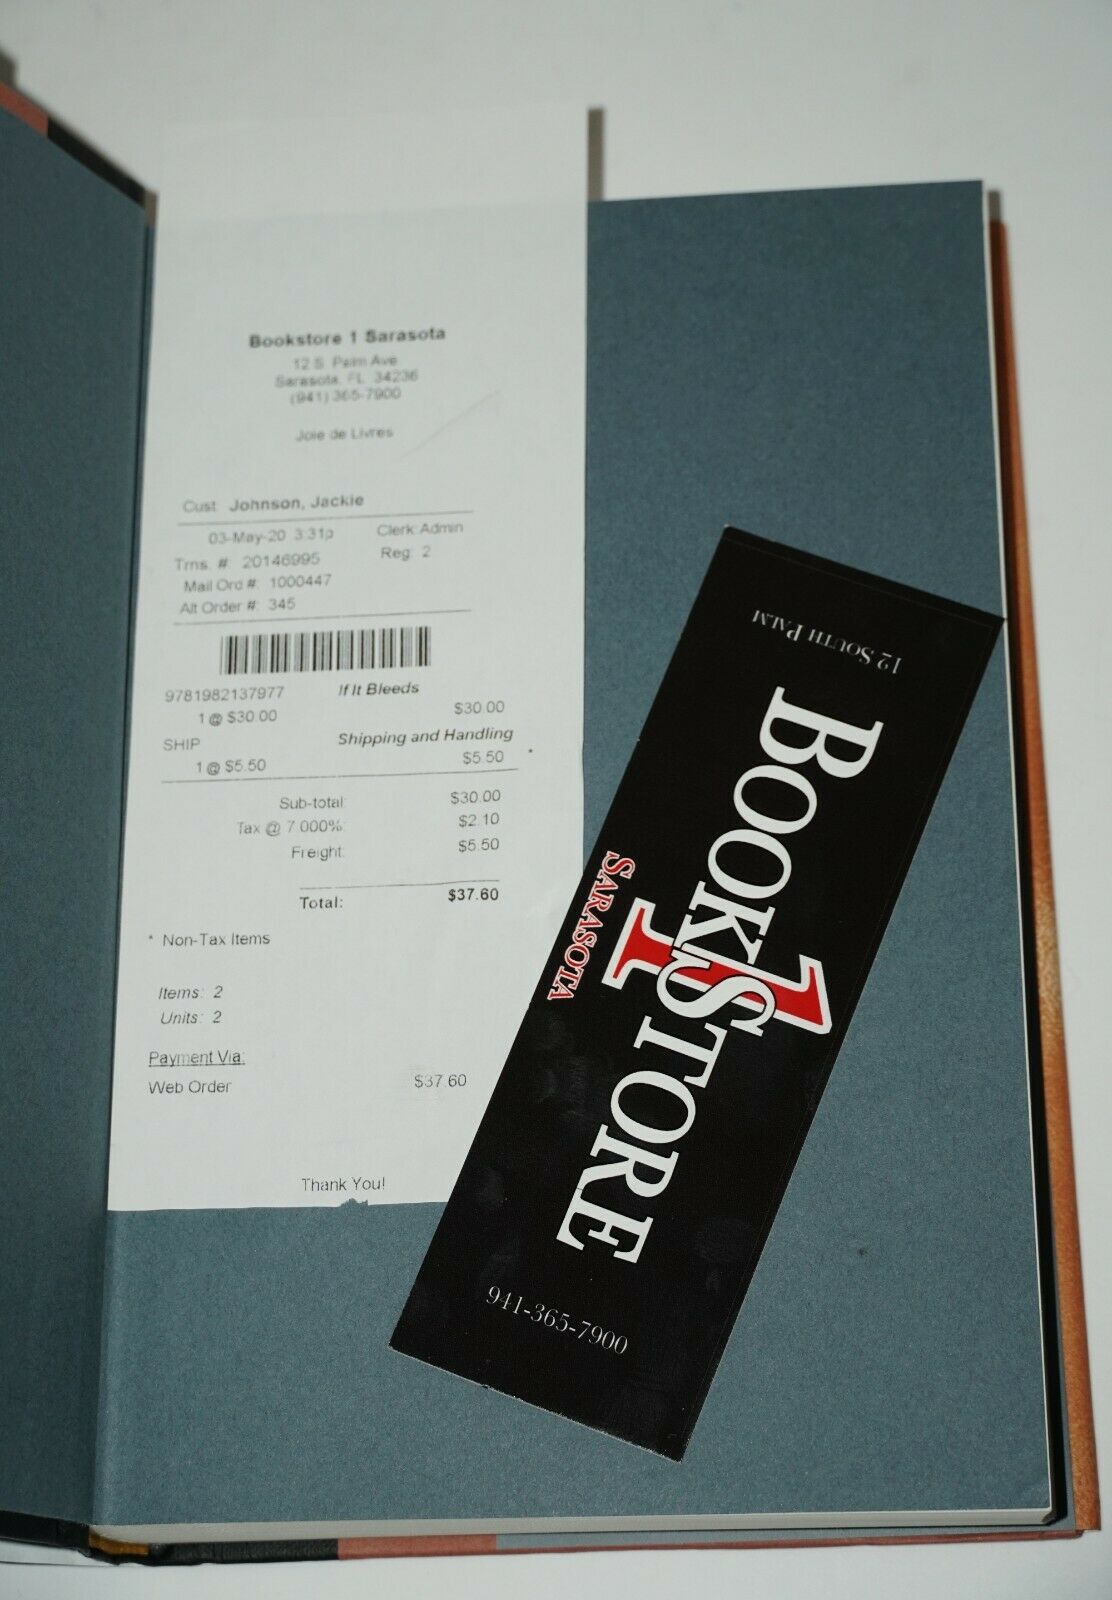 Bookstore 1 Sarasota
12 S. Palm Ave
Sarasota, FL 34236
(941) 365-7900
Joie de Livres
Cust: Johnson, Jackie
03-May-20 3:31p Clerk: Admin
Trns. #: 20146995 Reg: 2
Mail Ord #: 1000447
Alt Order #: 345
9781982137977 If It Bleeds
1 @ $30.00 $30.00
SHIP Shipping and Handling
1 @ $5.50 $5.50 *
Sub-total: $30.00
Tax @ 7.000%: $2.10
Freight: $5.50
Total: $37.60
* Non-Tax Items
Items: 2
Units: 2
Payment Via:
Web Order $37.60
Thank You!
12 SOUTH PALM
BOOKSTORE
1
SARASOTA
941-365-7900